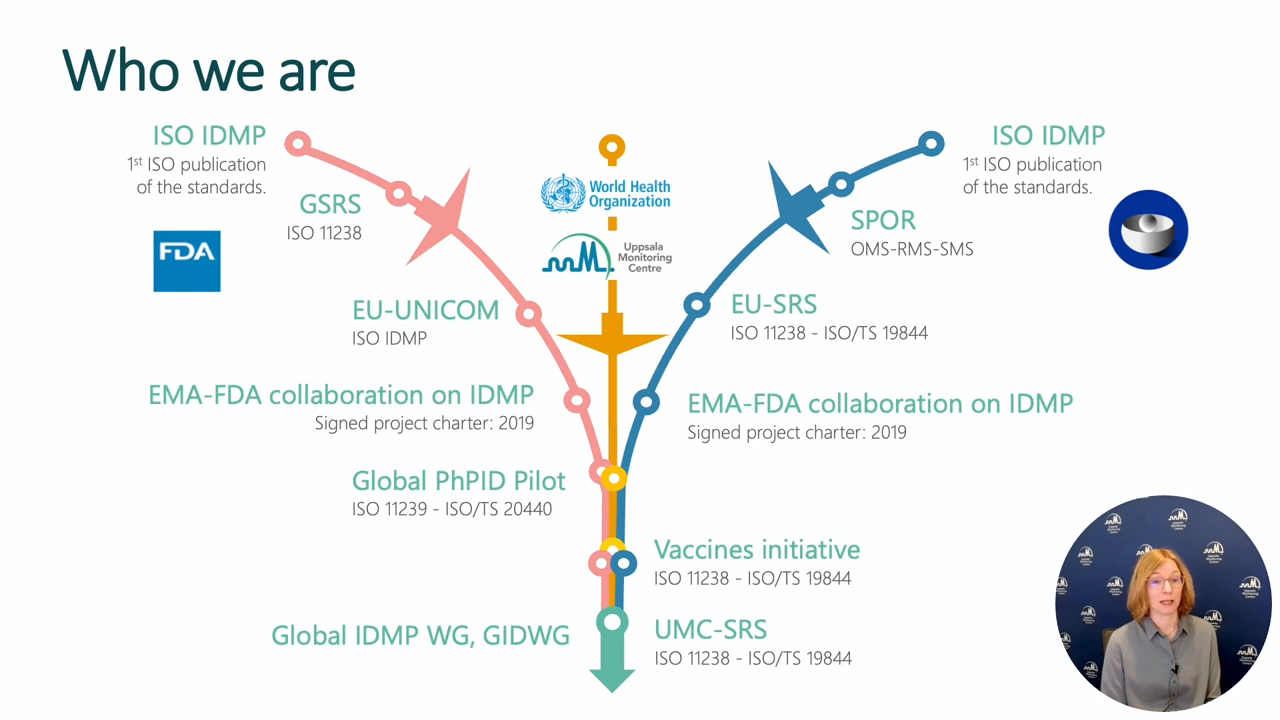 Who we are
ISO IDMP
1st ISO publication
of the standards.
GSRS
ISO 11238
FDA
EU-UNICOM
ISO IDMP
EMA-FDA collaboration on IDMP
Signed project charter: 2019
Global PhPID Pilot
ISO 11239 - ISO/TS 20440
Global IDMP WG, GIDWG
World Health
Organization
Uppsala
Monitoring
Centre
ISO IDMP
1st ISO publication
of the standards.
SPOR
OMS-RMS-SMS
EU-SRS
ISO 11238 - ISO/TS 19844
EMA-FDA collaboration on IDMP
Signed project charter: 2019
Vaccines initiative
ISO 11238 - ISO/TS 19844
UMC-SRS
ISO 11238 - ISO/TS 19844